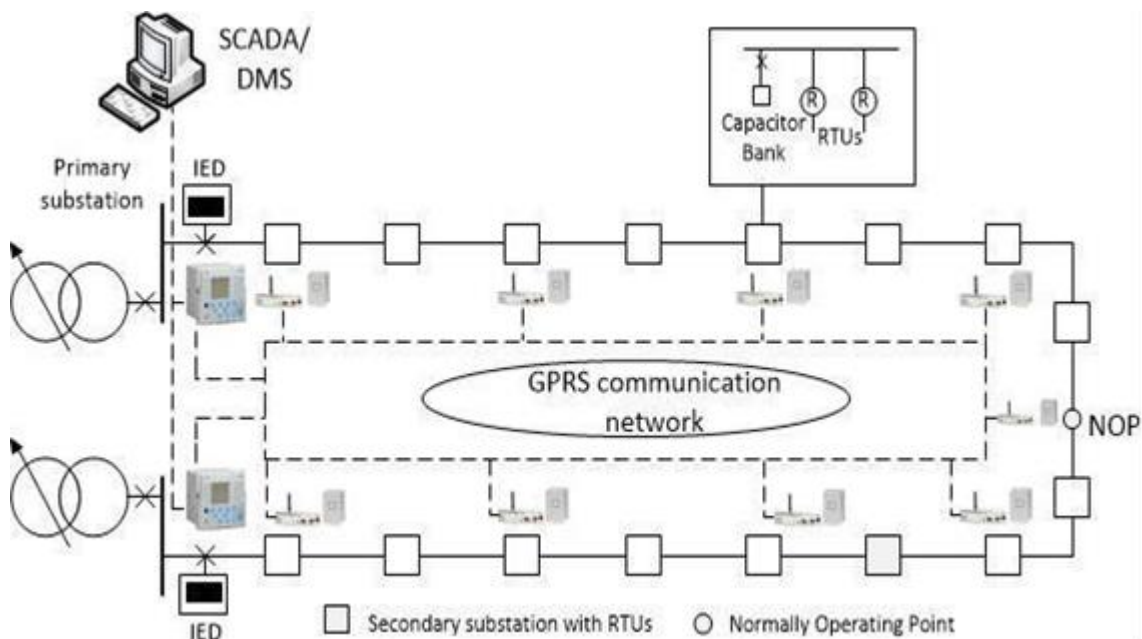 SCADA/
DMS
Primary
substation
IED
R
R
Capacitor
Bank
RTUs
GPRS communication
network
NOP
IED
Secondary substation with RTUs
Normally Operating Point